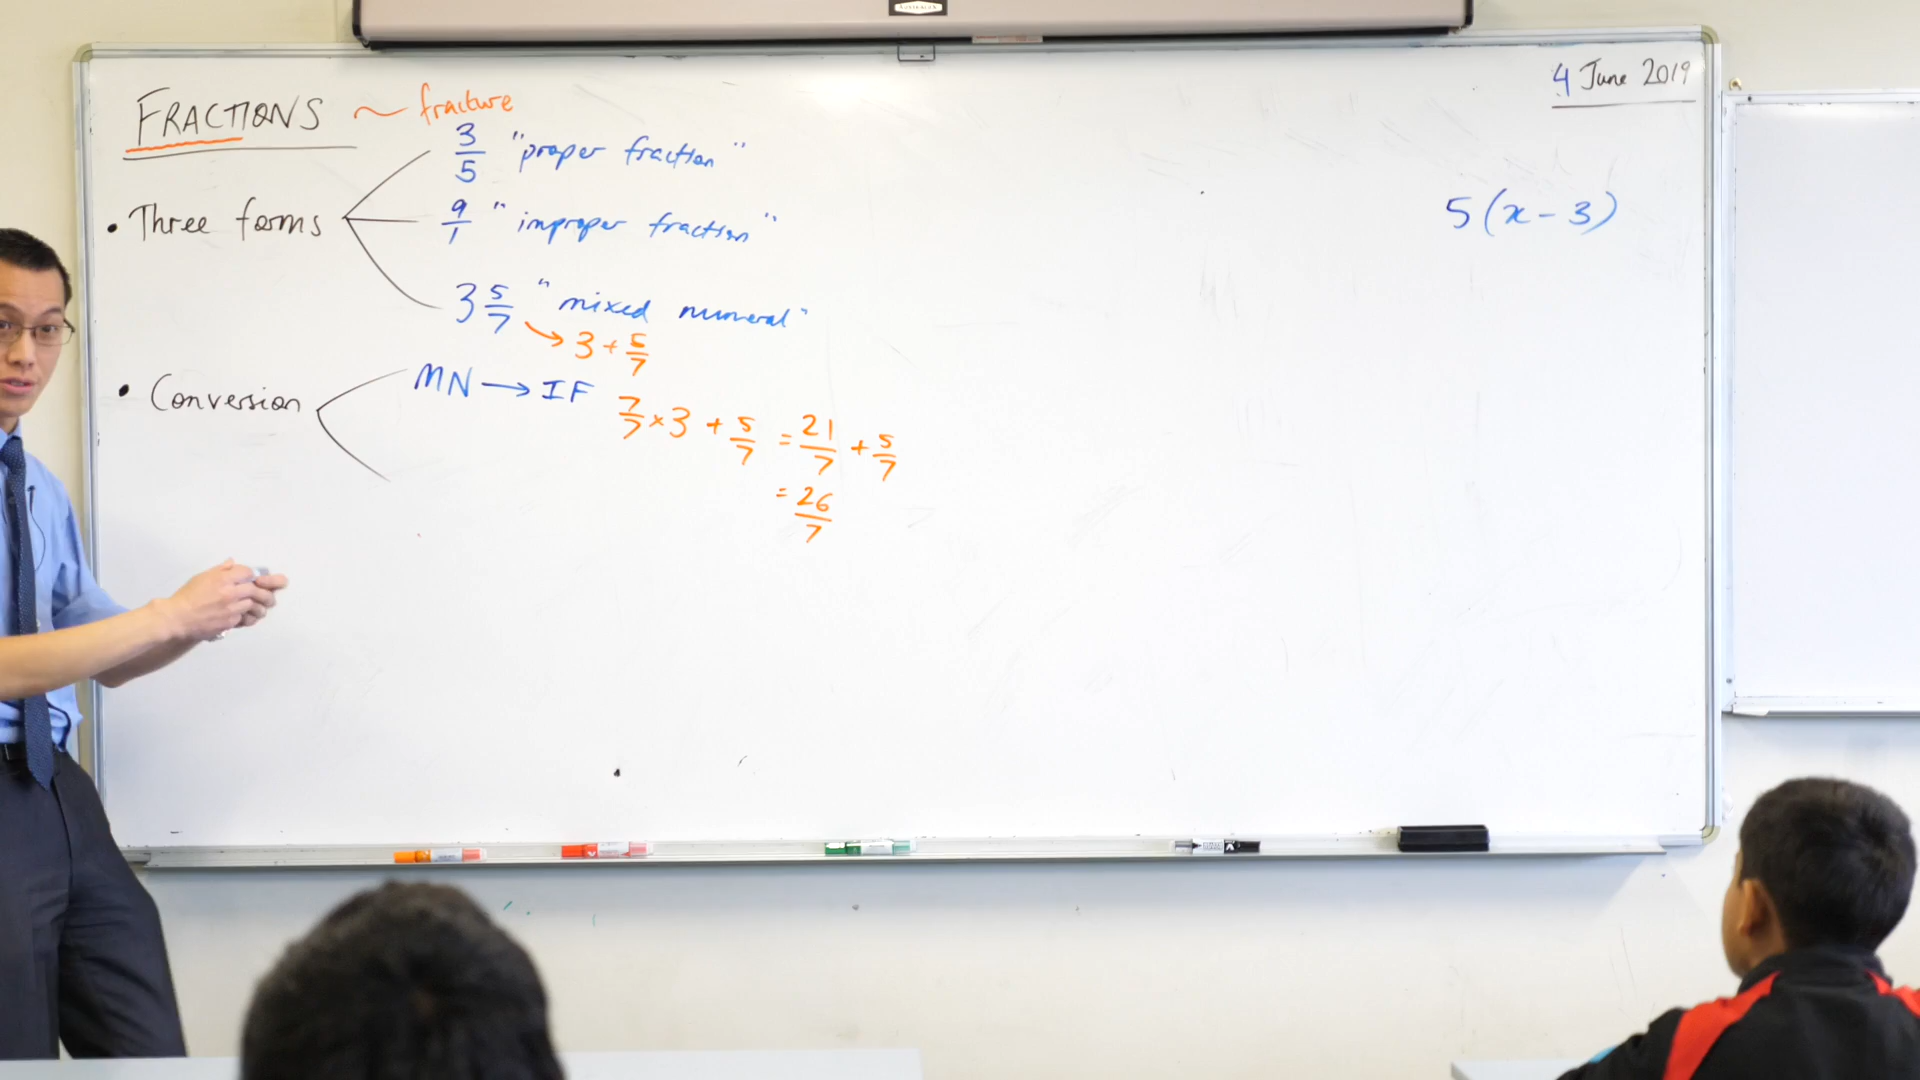 FRACTIONS ~ fracture
4 June 2019
3/5 "proper fraction"
• Three forms
9/1 "improper fraction"
5(x - 3)
3 5/7 "mixed numeral"
→ 3 + 5/7
• Conversion
MN → IF
7/7 × 3 + 5/7 = 21/7 + 5/7
= 26/7